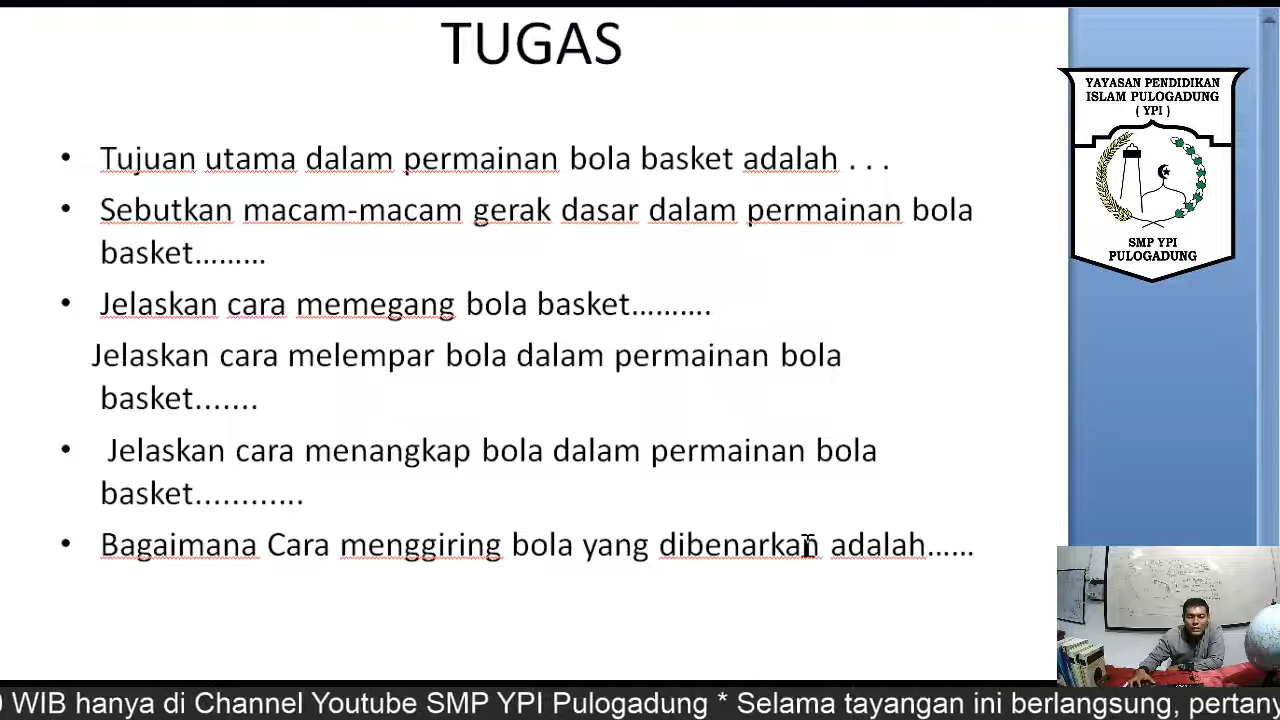 TUGAS
• Tujuan utama dalam permainan bola basket adalah . . .
• Sebutkan macam-macam gerak dasar dalam permainan bola
basket.........
• Jelaskan cara memegang bola basket..........
Jelaskan cara melempar bola dalam permainan bola
basket.......
• Jelaskan cara menangkap bola dalam permainan bola
basket............
• Bagaimana Cara menggiring bola yang dibenarkan adalah......
YAYASAN PENDIDIKAN
ISLAM PULOGADUNG
( YPI )
SMP YPI
PULOGADUNG
) WIB hanya di Channel Youtube SMP YPI Pulogadung * Selama tayangan ini berlangsung, pertany